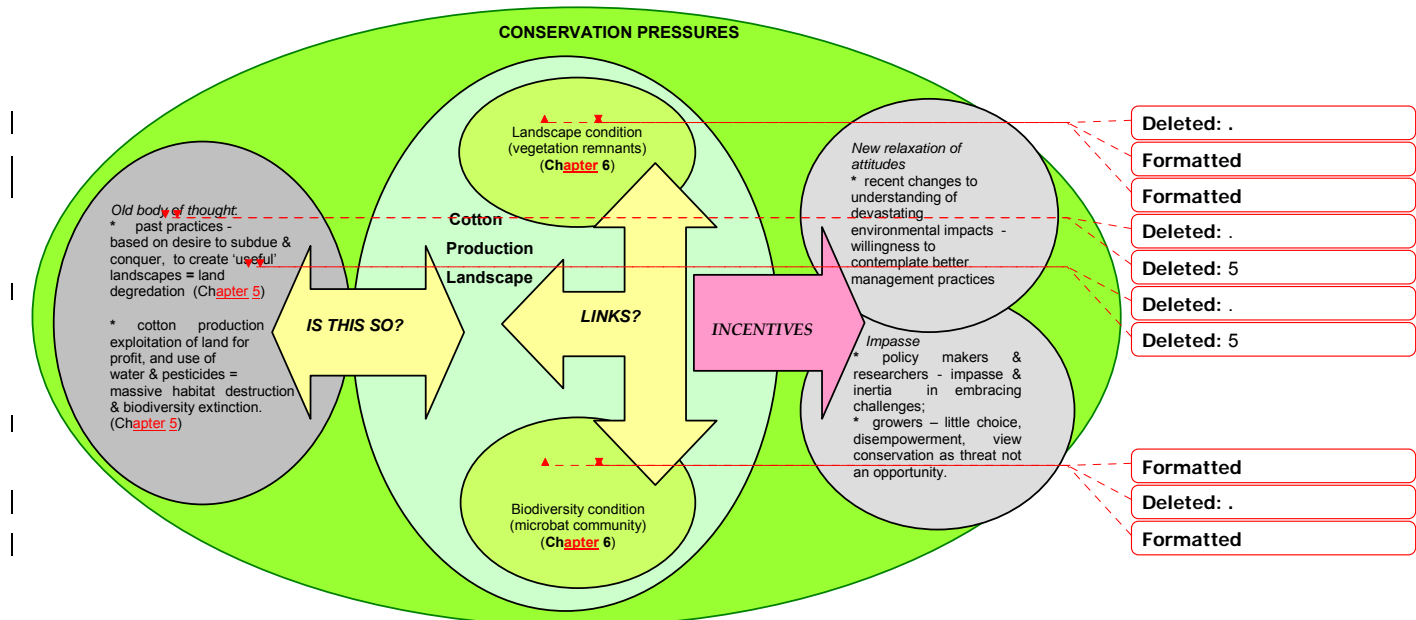 CONSERVATION PRESSURES
Landscape condition
(vegetation remnants)
(Chapter 6)
Old body of thought:
* past practices -
based on desire to subdue &
conquer, to create ‘useful’
landscapes = land
degredation (Chapter 5)
* cotton production
exploitation of land for
profit, and use of
water & pesticides =
massive habitat destruction
& biodiversity extinction.
(Chapter 5)
IS THIS SO?
Cotton
Production
Landscape
LINKS?
INCENTIVES
Biodiversity condition
(microbat community)
(Chapter 6)
New relaxation of
attitudes
* recent changes to
understanding of
devastating
environmental impacts -
willingness to
contemplate better
management practices
Impasse
* policy makers &
researchers - impasse &
inertia in embracing
challenges;
* growers – little choice,
disempowerment, view
conservation as threat not
an opportunity.
Deleted: .
Formatted
Formatted
Deleted: .
Deleted: 5
Deleted: .
Deleted: 5
Formatted
Deleted: .
Formatted